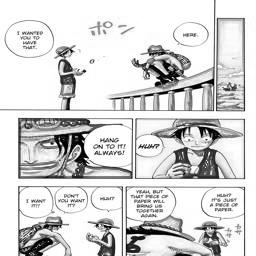 HERE.
ポン
I WANTED
YOU TO
HAVE
THAT.
HUH?
HANG
ON TO IT!
ALWAYS!
HUH?
IT'S JUST
A PIECE
OF PAPER.
YEAH, BUT
THAT PIECE OF
PAPER WILL
BRING US
TOGETHER
AGAIN.
HUH?
DON'T
YOU WANT
IT?
I WANT
IT!!